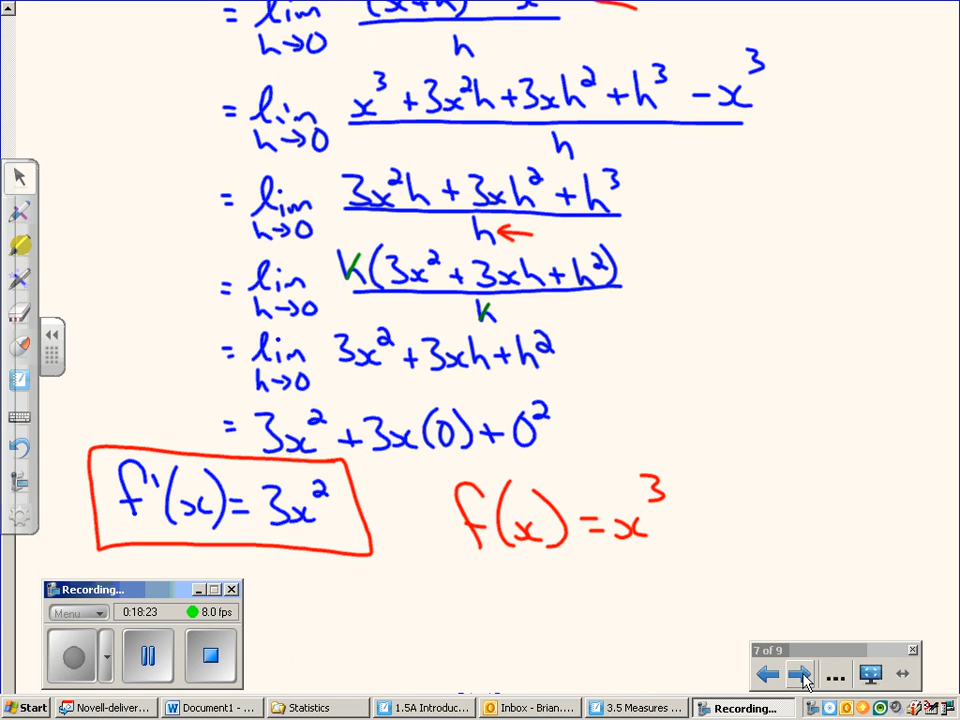 = lim h→0 (x+h)³ - x³ / h
= lim h→0 x³ + 3x²h + 3xh² + h³ - x³ / h
= lim h→0 3x²h + 3xh² + h³ / h ←
= lim h→0 h(3x² + 3xh + h²) / h
= lim h→0 3x² + 3xh + h²
= 3x² + 3x(0) + 0²
f'(x) = 3x²
f(x) = x³
Recording...
Menu
0:18:23
8.0 fps
7 of 9
...
Start
Novell-deliver...
Document1 - ...
Statistics
1.5A Introduc...
Inbox - Brian....
3.5 Measures ...
Recording...